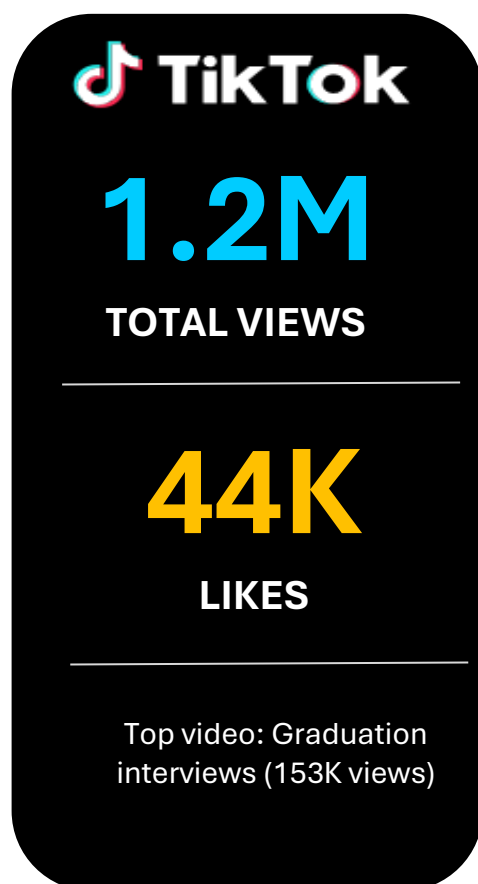 TikTok
1.2M
TOTAL VIEWS
44K
LIKES
Top video: Graduation
interviews (153K views)